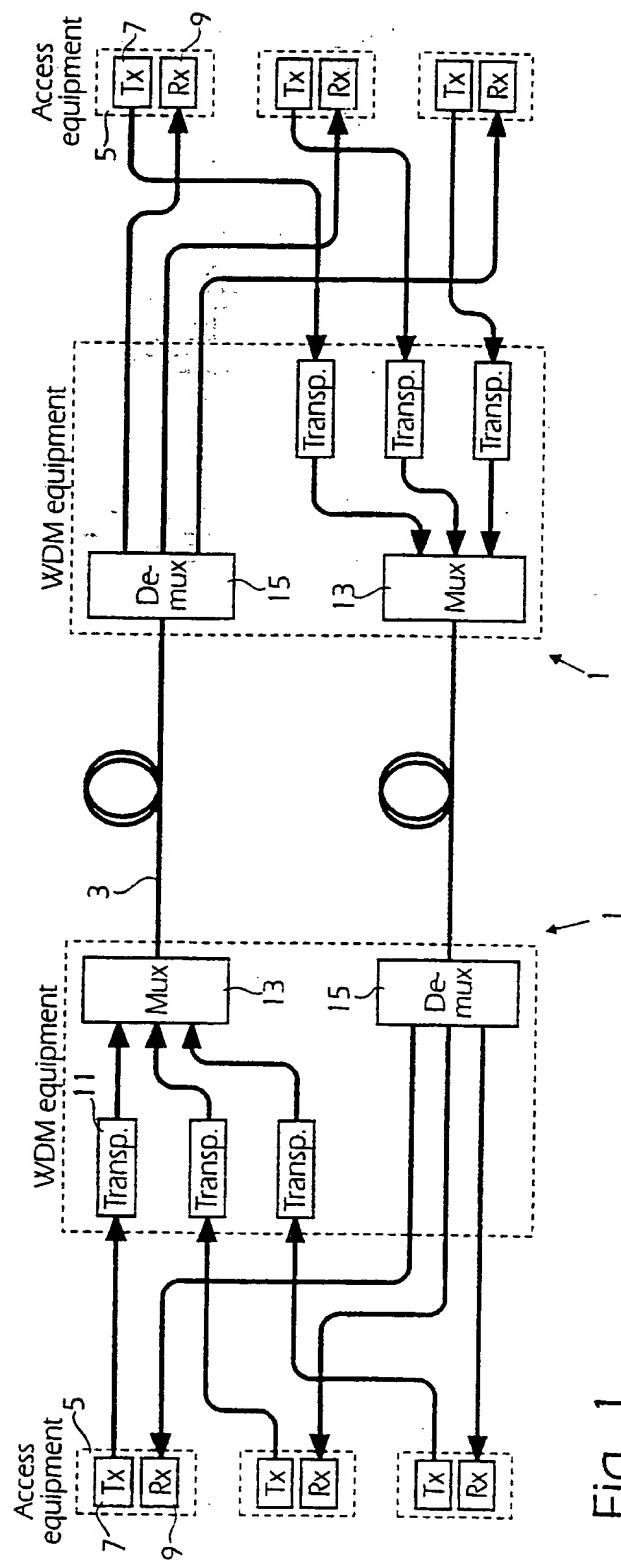 Access
equipment
5
Tx
7
Rx
9
Tx
Rx
Tx
Rx
WDM equipment
11
Transp.
Transp.
Transp.
Mux
13
15
De-
mux
1
3
WDM equipment
De-
mux
15
13
Mux
Transp.
Transp.
Transp.
1
Access
equipment
5
Tx
7
Rx
9
Tx
Rx
Tx
Rx
Fig. 1